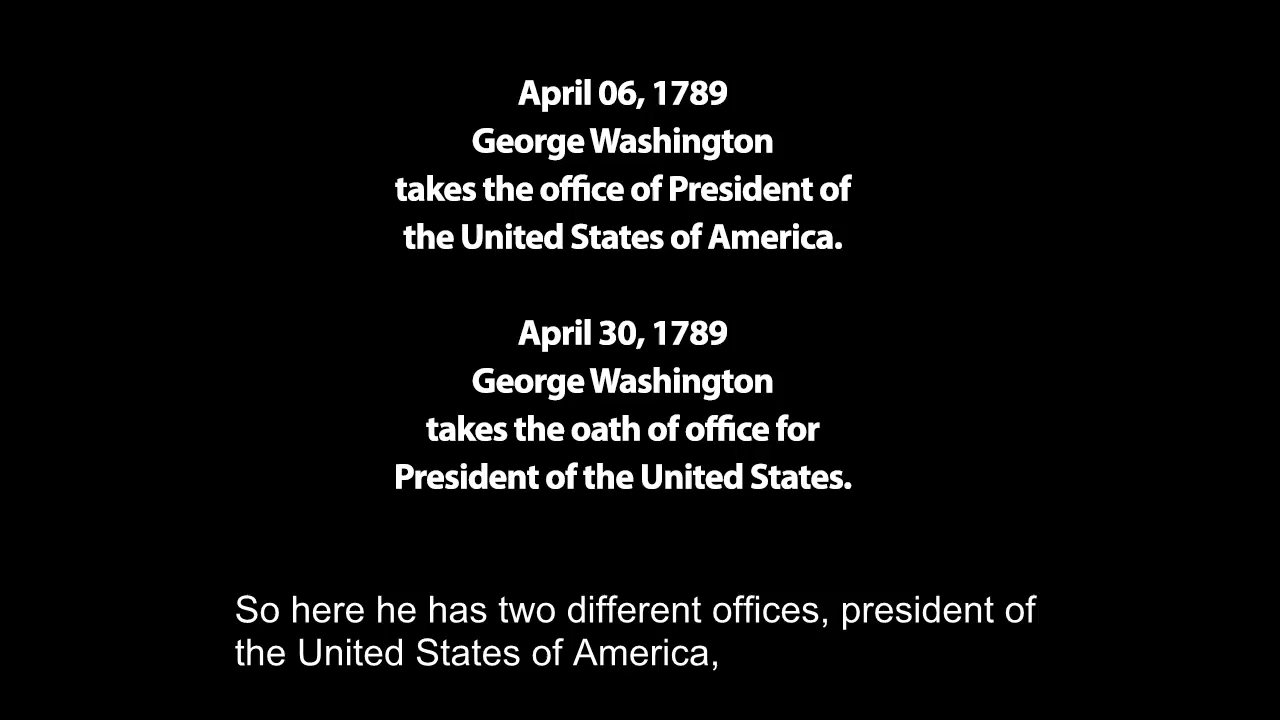 April 06, 1789
George Washington
takes the office of President of
the United States of America.
April 30, 1789
George Washington
takes the oath of office for
President of the United States.
So here he has two different offices, president of
the United States of America,